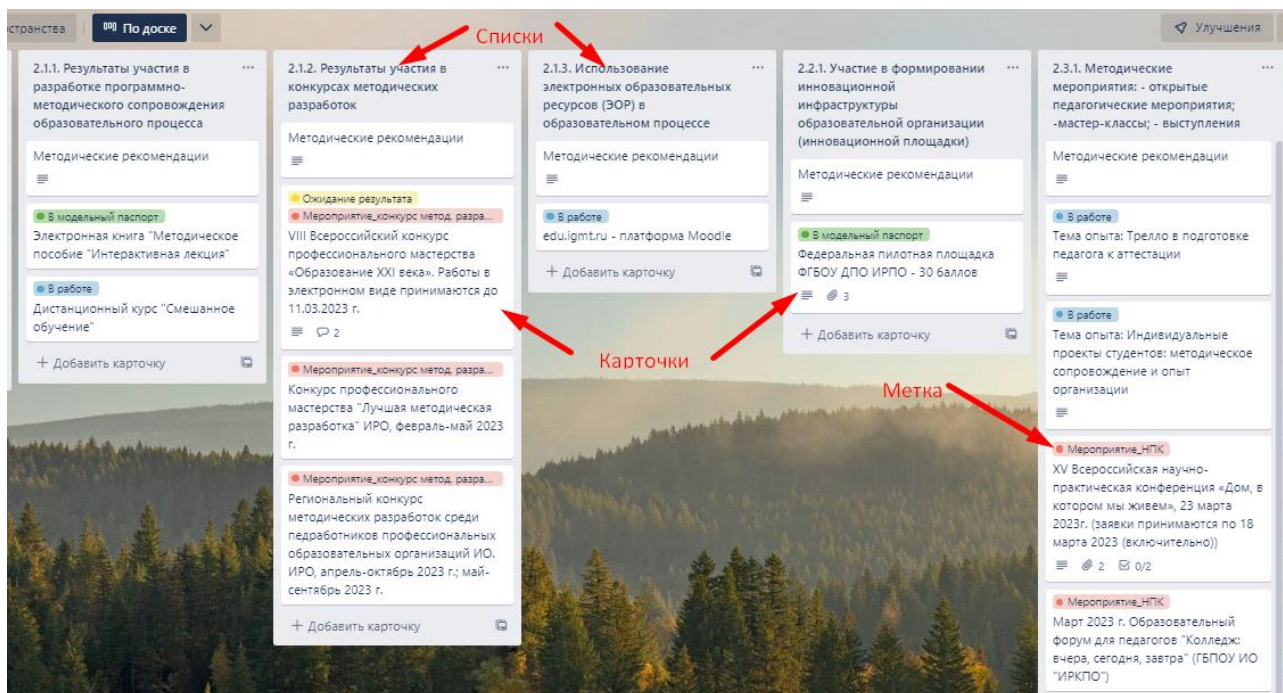 странства
По доске
Улучшения
Списки
2.1.1. Результаты участия в
разработке программно-
методического сопровождения
образовательного процесса
Методические рекомендации
В модельный паспорт
Электронная книга "Методическое
пособие "Интерактивная лекция"
В работе
Дистанционный курс "Смешанное
обучение"
+ Добавить карточку
2.1.2. Результаты участия в
конкурсах методических
разработок
Методические рекомендации
Ожидание результата
Мероприятие_конкурс метод. разра...
VIII Всероссийский конкурс
профессионального мастерства
«Образование XXI века». Работы в
электронном виде принимаются до
11.03.2023 г.
2
Мероприятие_конкурс метод. разра...
Конкурс профессионального
мастерства "Лучшая методическая
разработка" ИРО, февраль-май 2023
г.
Мероприятие_конкурс метод. разра...
Региональный конкурс
методических разработок среди
педработников профессиональных
образовательных организаций ИО.
ИРО, апрель-октябрь 2023 г.; май-
сентябрь 2023 г.
+ Добавить карточку
2.1.3. Использование
электронных образовательных
ресурсов (ЭОР) в
образовательном процессе
Методические рекомендации
В работе
edu.igmt.ru - платформа Moodle
+ Добавить карточку
Карточки
2.2.1. Участие в формировании
инновационной
инфраструктуры
образовательной организации
(инновационной площадки)
Методические рекомендации
В модельный паспорт
Федеральная пилотная площадка
ФГБОУ ДПО ИРПО - 30 баллов
3
+ Добавить карточку
Метка
2.3.1. Методические
мероприятия: - открытые
педагогические мероприятия;
-мастер-классы; - выступления
Методические рекомендации
В работе
Тема опыта: Трелло в подготовке
педагога к аттестации
В работе
Тема опыта: Индивидуальные
проекты студентов: методическое
сопровождение и опыт
организации
Мероприятие_НПК
XV Всероссийская научно-
практическая конференция «Дом, в
котором мы живем», 23 марта
2023г. (заявки принимаются по 18
марта 2023 (включительно))
2 0/2
Мероприятие_НПК
Март 2023 г. Образовательный
форум для педагогов "Колледж:
вчера, сегодня, завтра" (ГБПОУ ИО
"ИРКПО")